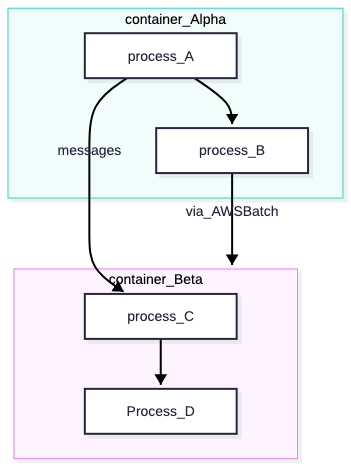 container_Alpha
process_A
messages
process_B
via_AWSBatch
container_Beta
process_C
Process_D